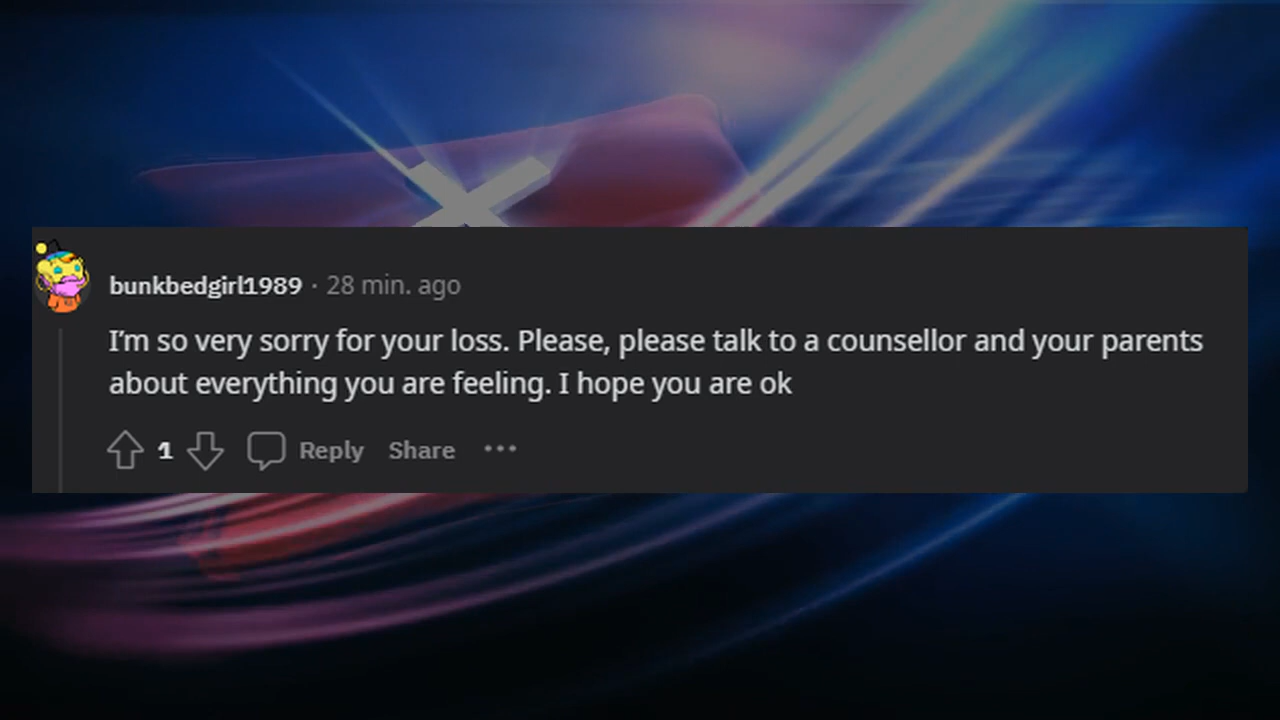 bunkbedgirl1989 · 28 min. ago
I'm so very sorry for your loss. Please, please talk to a counsellor and your parents
about everything you are feeling. I hope you are ok
1 Reply Share ···